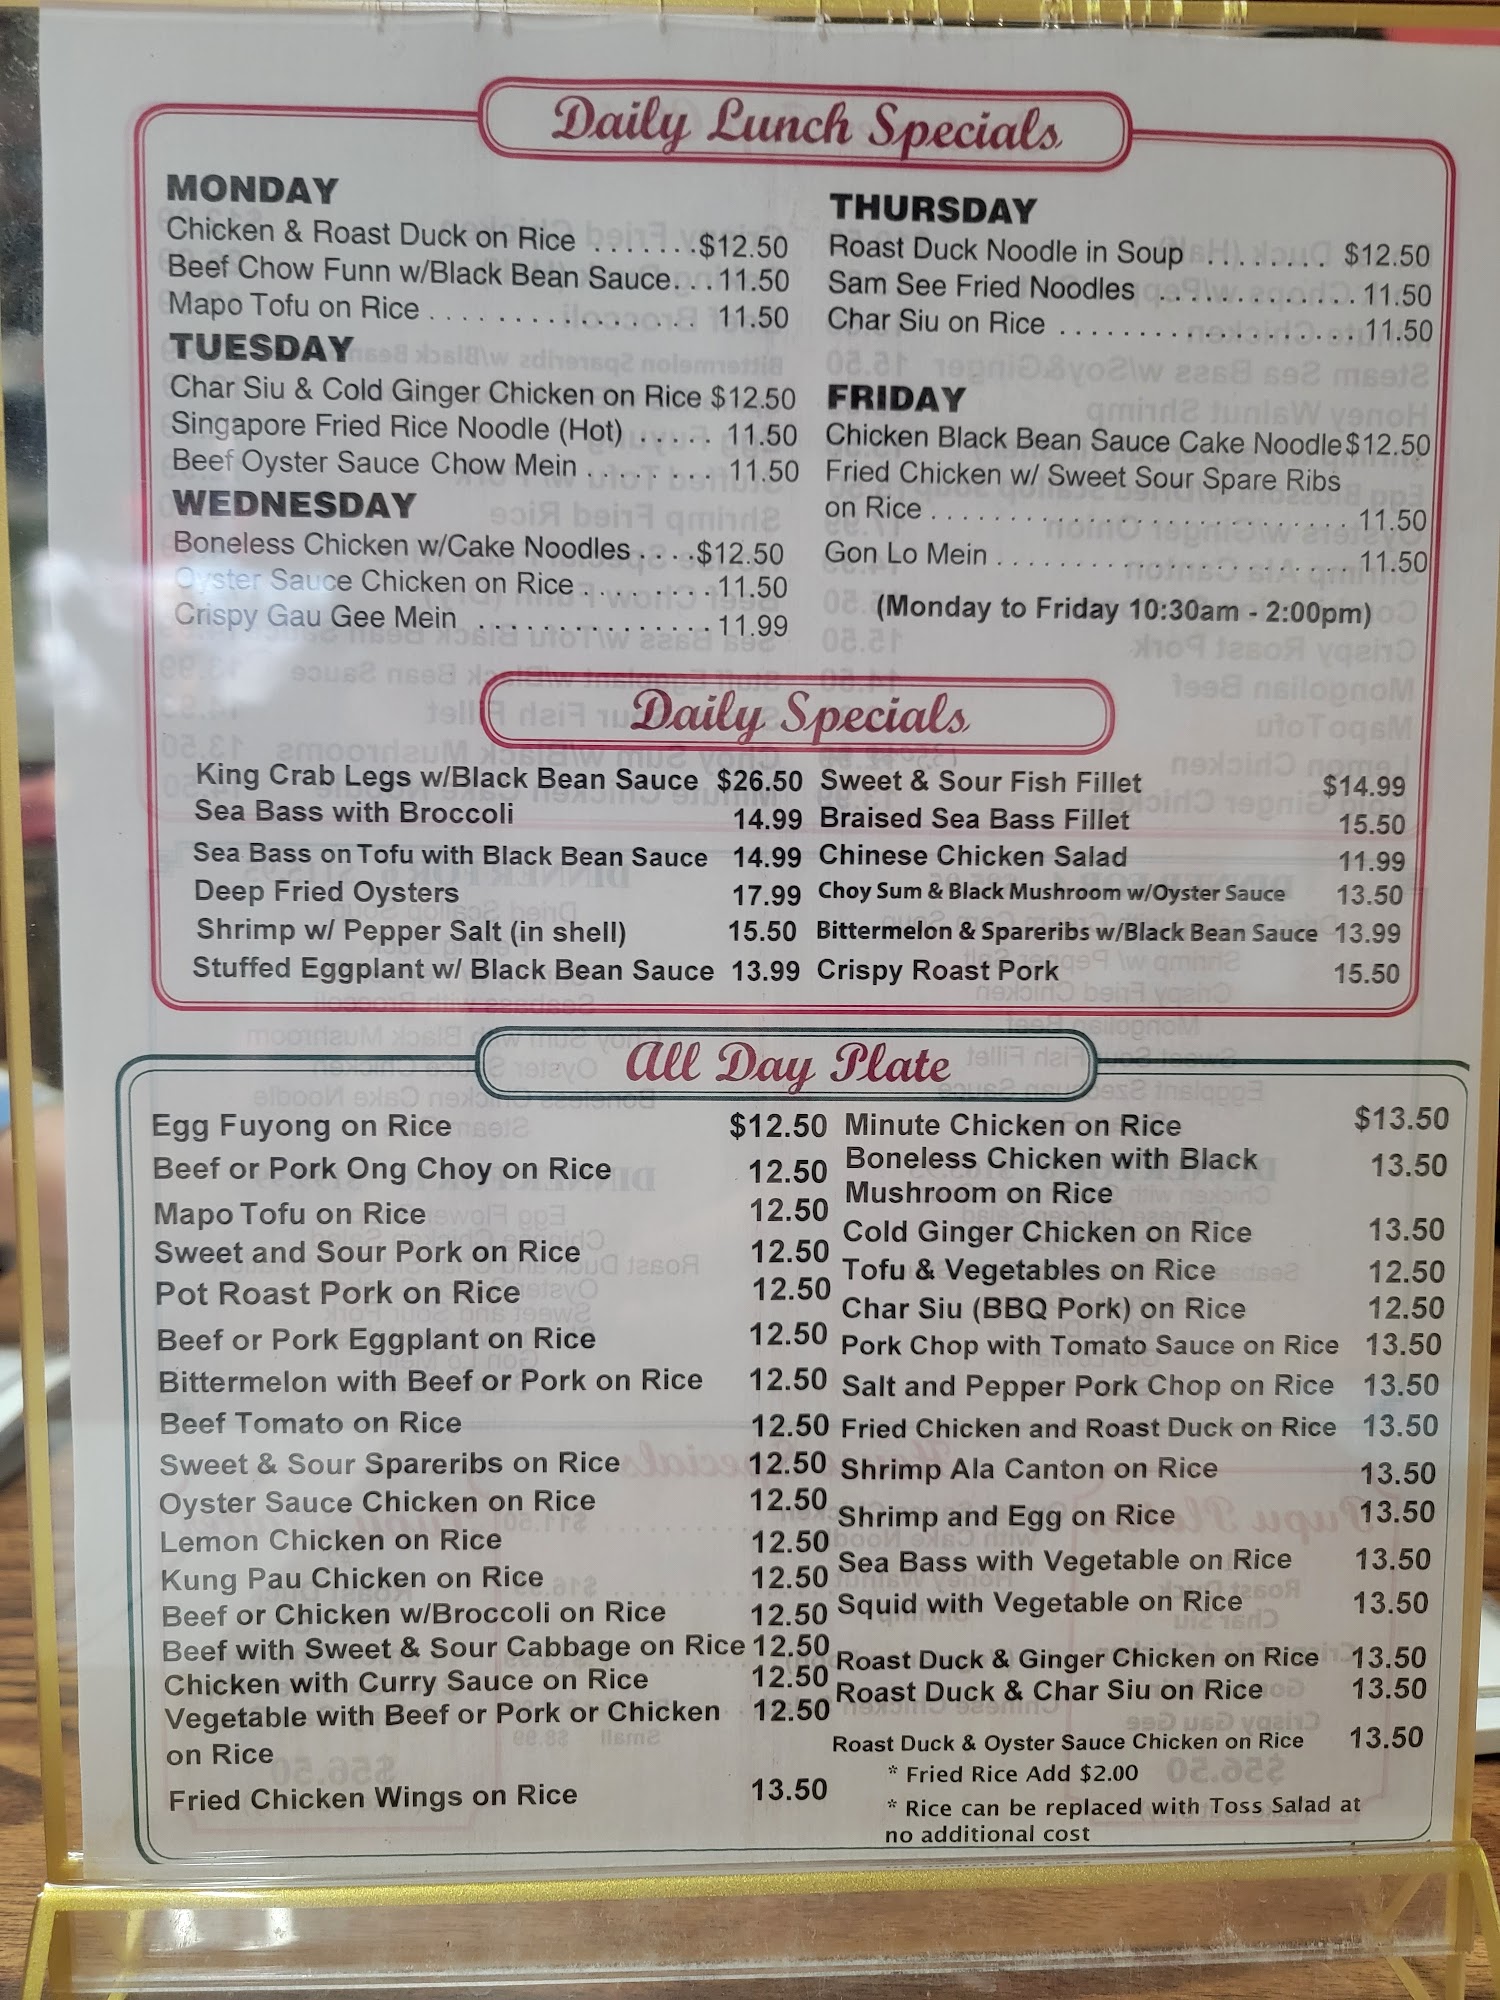 Daily Lunch Specials
MONDAY
Chicken & Roast Duck on Rice .......$12.50
Beef Chow Funn w/Black Bean Sauce...11.50
Mapo Tofu on Rice ................ 11.50
TUESDAY
Char Siu & Cold Ginger Chicken on Rice $12.50
Singapore Fried Rice Noodle (Hot) ..... 11.50
Beef Oyster Sauce Chow Mein ........ 11.50
WEDNESDAY
Boneless Chicken w/Cake Noodles ....$12.50
Oyster Sauce Chicken on Rice ........11.50
Crispy Gau Gee Mein ..............11.99
THURSDAY
Roast Duck Noodle in Soup ........ $12.50
Sam See Fried Noodles .............11.50
Char Siu on Rice ...................11.50
FRIDAY
Chicken Black Bean Sauce Cake Noodle$12.50
Fried Chicken w/ Sweet Sour Spare Ribs
on Rice ..........................11.50
Gon Lo Mein ...................... 11.50
(Monday to Friday 10:30am - 2:00pm)
Daily Specials
King Crab Legs w/Black Bean Sauce $26.50
Sea Bass with Broccoli 14.99
Sea Bass on Tofu with Black Bean Sauce 14.99
Deep Fried Oysters 17.99
Shrimp w/ Pepper Salt (in shell) 15.50
Stuffed Eggplant w/ Black Bean Sauce 13.99
Sweet & Sour Fish Fillet $14.99
Braised Sea Bass Fillet 15.50
Chinese Chicken Salad 11.99
Choy Sum & Black Mushroom w/Oyster Sauce 13.50
Bittermelon & Spareribs w/Black Bean Sauce 13.99
Crispy Roast Pork 15.50
All Day Plate
Egg Fuyong on Rice $12.50
Beef or Pork Ong Choy on Rice 12.50
Mapo Tofu on Rice 12.50
Sweet and Sour Pork on Rice 12.50
Pot Roast Pork on Rice 12.50
Beef or Pork Eggplant on Rice 12.50
Bittermelon with Beef or Pork on Rice 12.50
Beef Tomato on Rice 12.50
Sweet & Sour Spareribs on Rice 12.50
Oyster Sauce Chicken on Rice 12.50
Lemon Chicken on Rice 12.50
Kung Pau Chicken on Rice 12.50
Beef or Chicken w/Broccoli on Rice 12.50
Beef with Sweet & Sour Cabbage on Rice 12.50
Chicken with Curry Sauce on Rice 12.50
Vegetable with Beef or Pork or Chicken 12.50
on Rice
Fried Chicken Wings on Rice 13.50
Minute Chicken on Rice $13.50
Boneless Chicken with Black 13.50
Mushroom on Rice
Cold Ginger Chicken on Rice 13.50
Tofu & Vegetables on Rice 12.50
Char Siu (BBQ Pork) on Rice 12.50
Pork Chop with Tomato Sauce on Rice 13.50
Salt and Pepper Pork Chop on Rice 13.50
Fried Chicken and Roast Duck on Rice 13.50
Shrimp Ala Canton on Rice 13.50
Shrimp and Egg on Rice 13.50
Sea Bass with Vegetable on Rice 13.50
Squid with Vegetable on Rice 13.50
Roast Duck & Ginger Chicken on Rice 13.50
Roast Duck & Char Siu on Rice 13.50
Roast Duck & Oyster Sauce Chicken on Rice 13.50
* Fried Rice Add $2.00
* Rice can be replaced with Toss Salad at
no additional cost